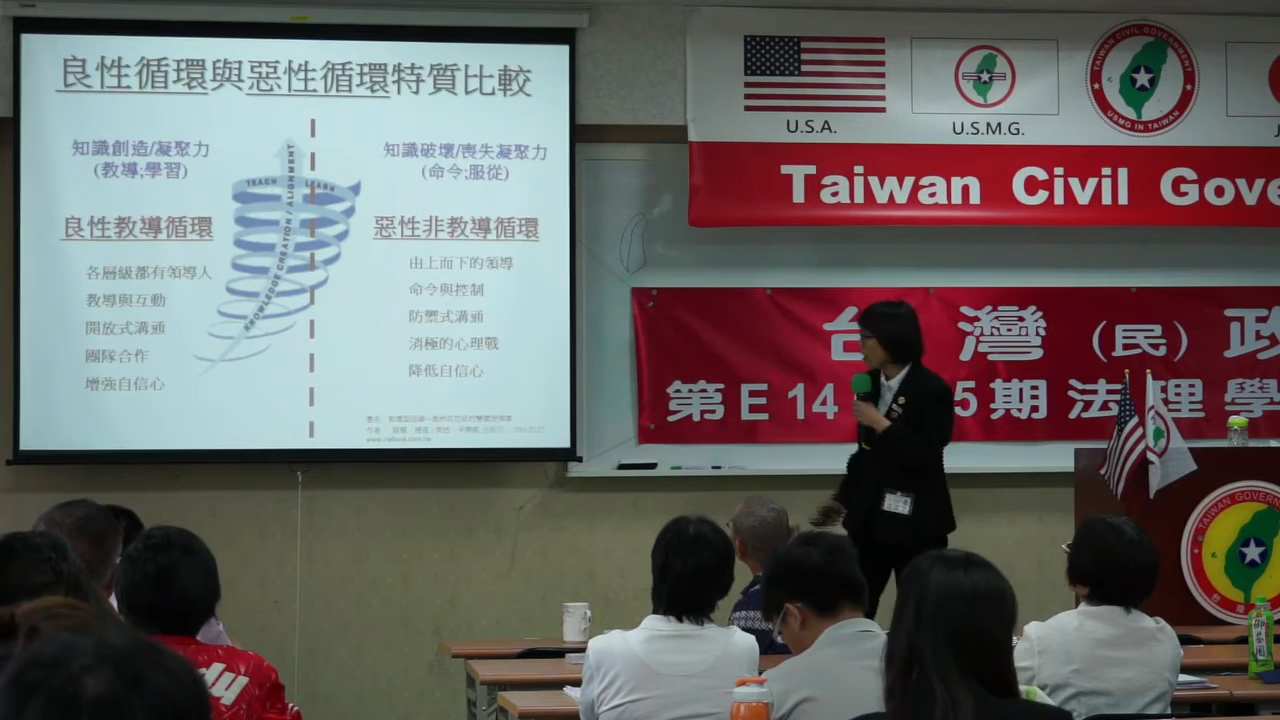 良性循環與惡性循環特質比較
知識創造/凝聚力
(教導;學習)
知識破壞/喪失凝聚力
(命令;服從)
TEACH LEARN
KNOWLEDGE CREATION / ALIGNMENT
良性教導循環
惡性非教導循環
各層級都有領導人
教導與互動
開放式溝通
團隊合作
增強自信心
由上而下的領導
命令與控制
防禦式溝通
消極的心理戰
降低自信心
U.S.A.
U.S.M.G.
TAIWAN CIVIL GOVERNMENT
USMG IN TAIWAN
Taiwan Civil Gove
台灣(民)政
第E14 5期法理學
TAIWAN GOVERN